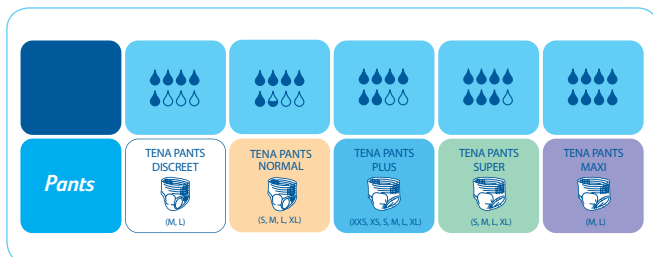 Pants
TENA PANTS
DISCREET
(M, L)
TENA PANTS
NORMAL
(S, M, L, XL)
TENA PANTS
PLUS
(XXS, XS, S, M, L, XL)
TENA PANTS
SUPER
(S, M, L, XL)
TENA PANTS
MAXI
(M, L)